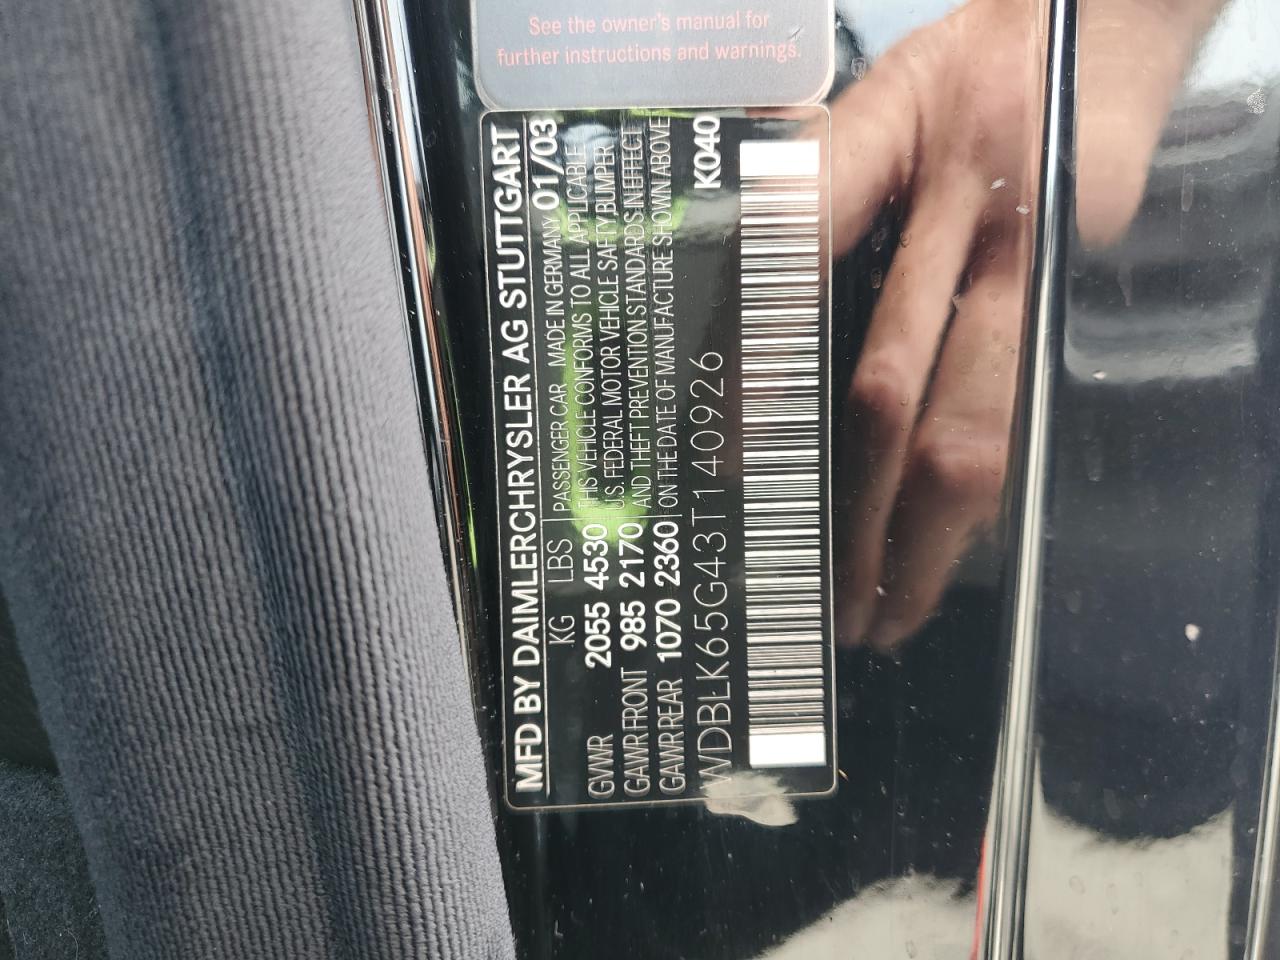 See the owner's manual for
further instructions and warnings.
MFD BY DAIMLERCHRYSLER AG STUTTGART
KG LBS PASSENGER CAR MADE IN GERMANY 01/03
GVWR 2055 4530 THIS VEHICLE CONFORMS TO ALL APPLICABLE
GAWR FRONT 985 2170 U.S. FEDERAL MOTOR VEHICLE SAFETY BUMPER
GAWR REAR 1070 2360 AND THEFT PREVENTION STANDARDS IN EFFECT
ON THE DATE OF MANUFACTURE SHOWN ABOVE
WDBLK65G43T140926 K040